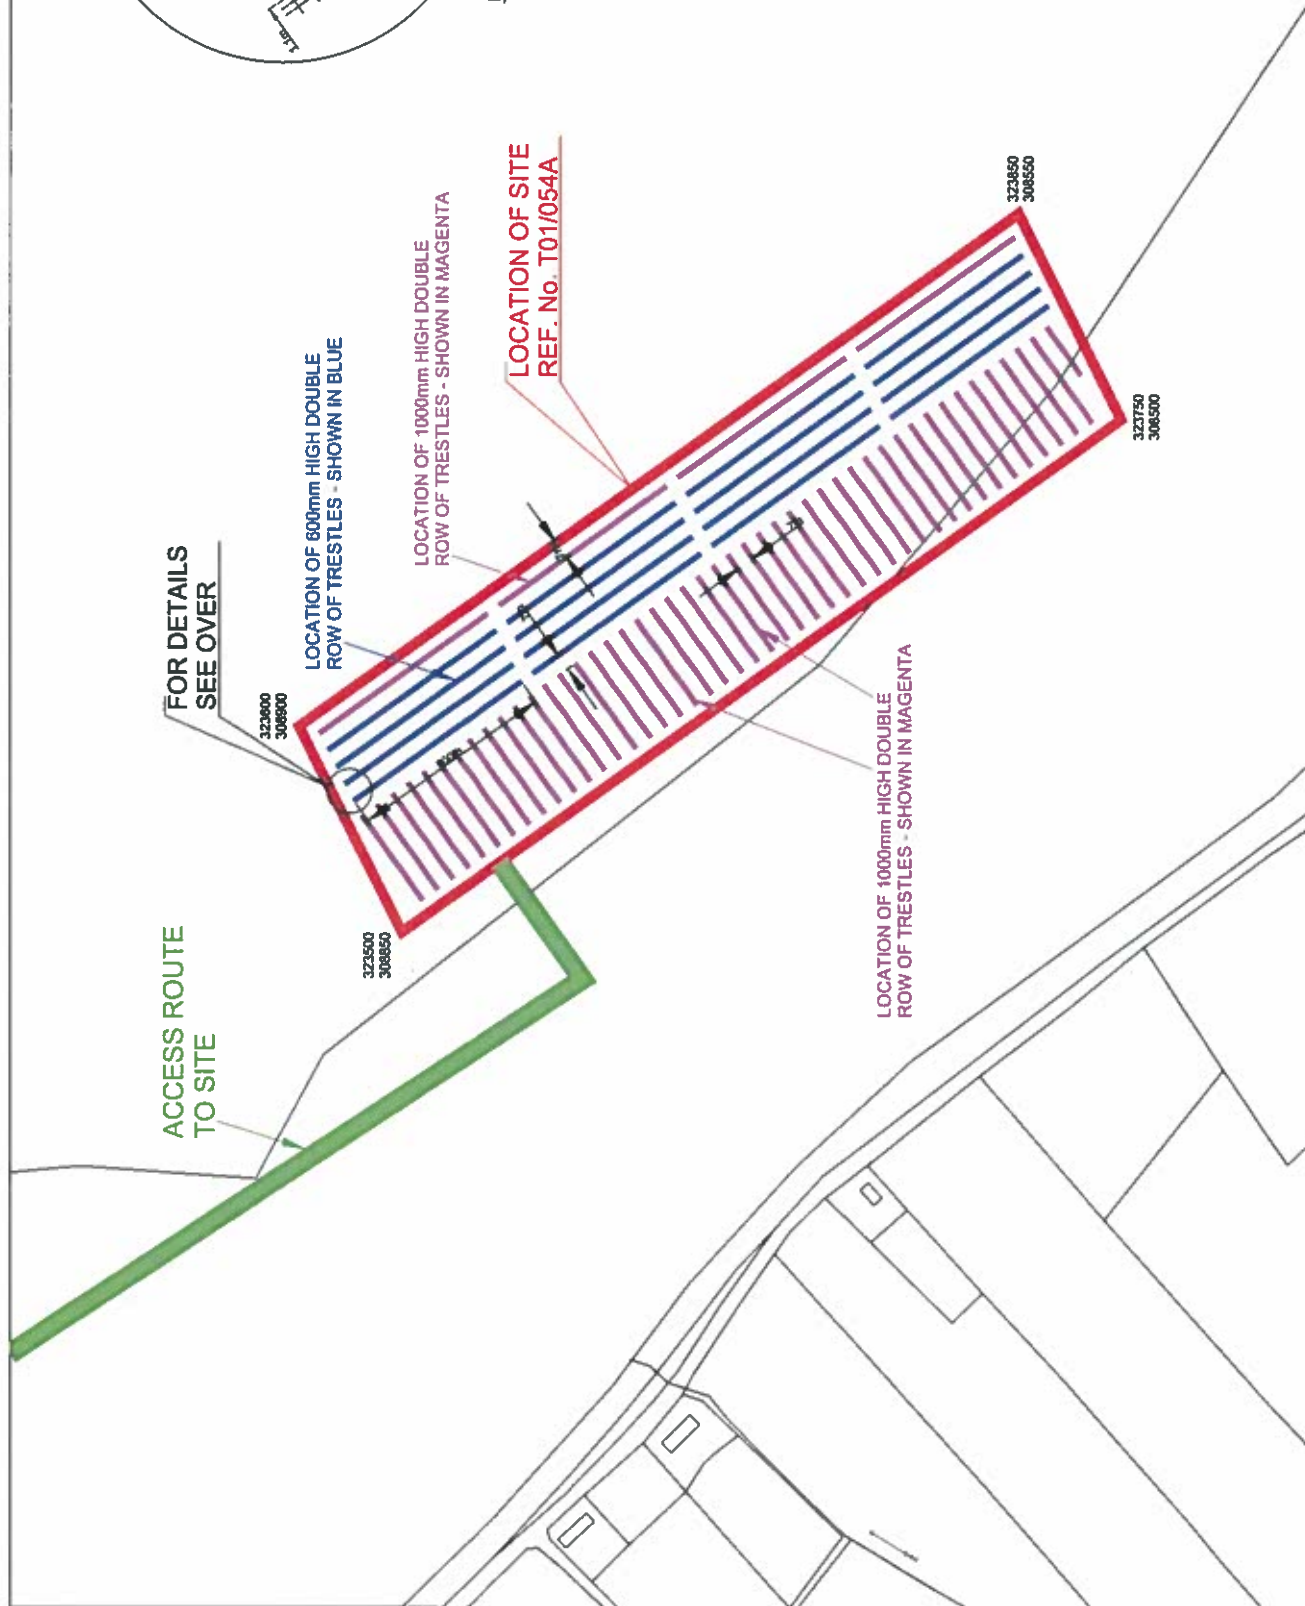 FOR DETAILS
SEE OVER
LOCATION OF 600mm HIGH DOUBLE
ROW OF TRESTLES - SHOWN IN BLUE
LOCATION OF 1000mm HIGH DOUBLE
ROW OF TRESTLES - SHOWN IN MAGENTA
LOCATION OF SITE
REF. No. T01/054A
323600
308900
323850
308550
323500
308850
323750
308500
ACCESS ROUTE
TO SITE
LOCATION OF 1000mm HIGH DOUBLE
ROW OF TRESTLES - SHOWN IN MAGENTA